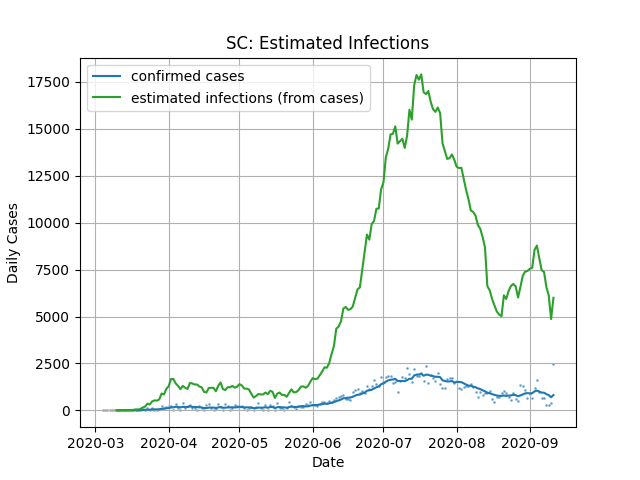 SC: Estimated Infections
confirmed cases
estimated infections (from cases)
17500
15000
12500
10000
7500
5000
2500
0
Daily Cases
2020-03 2020-04 2020-05 2020-06 2020-07 2020-08 2020-09
Date